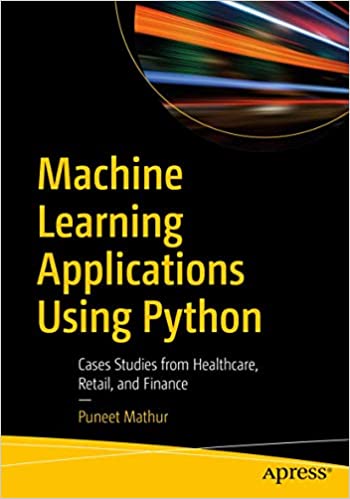 Machine
Learning
Applications
Using Python
Cases Studies from Healthcare,
Retail, and Finance
—
Puneet Mathur
Apress®